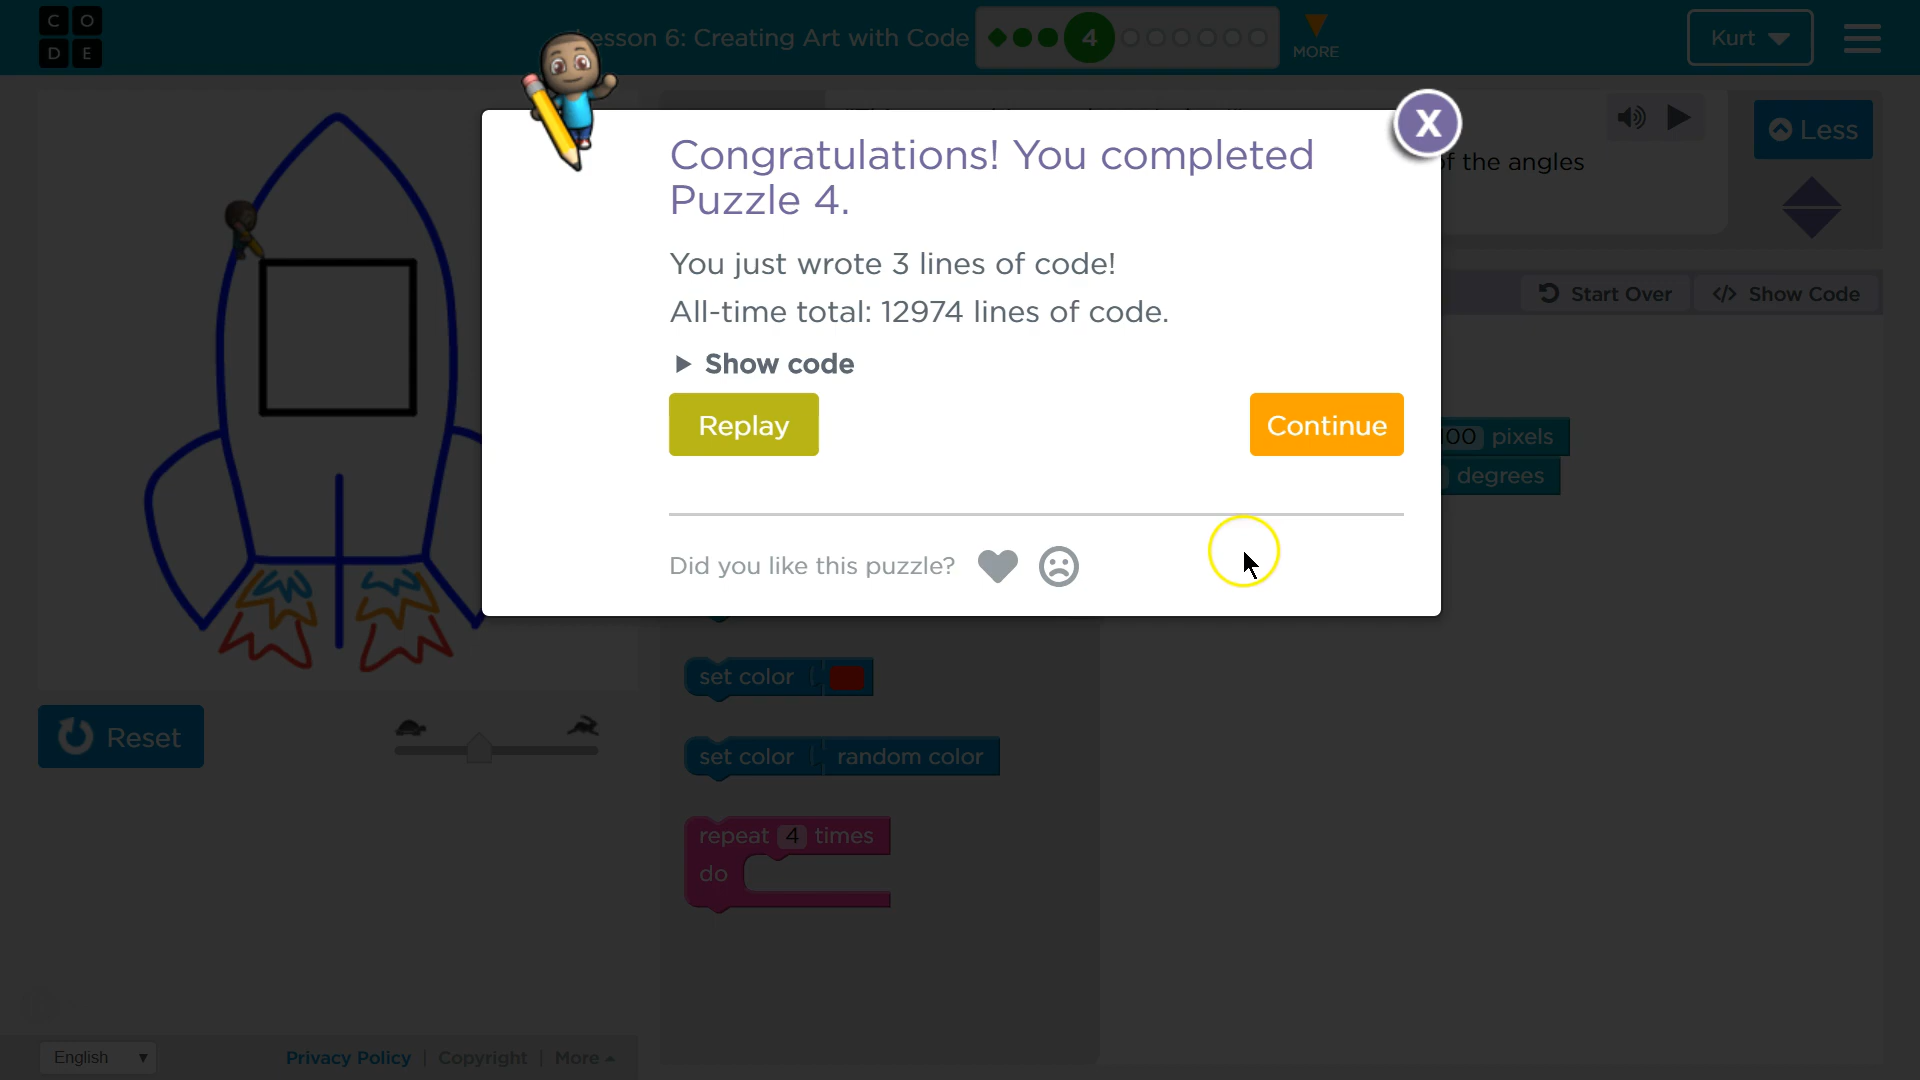 C O
D E
Lesson 6: Creating Art with Code
4
MORE
Kurt
Less
of the angles
Congratulations! You completed
Puzzle 4.
X
You just wrote 3 lines of code!
All-time total: 12974 lines of code.
Show code
Replay
Continue
Did you like this puzzle?
Start Over
</> Show Code
pixels
degrees
set color
set color random color
repeat 4 times
do
Reset
English
Privacy Policy | Copyright | More